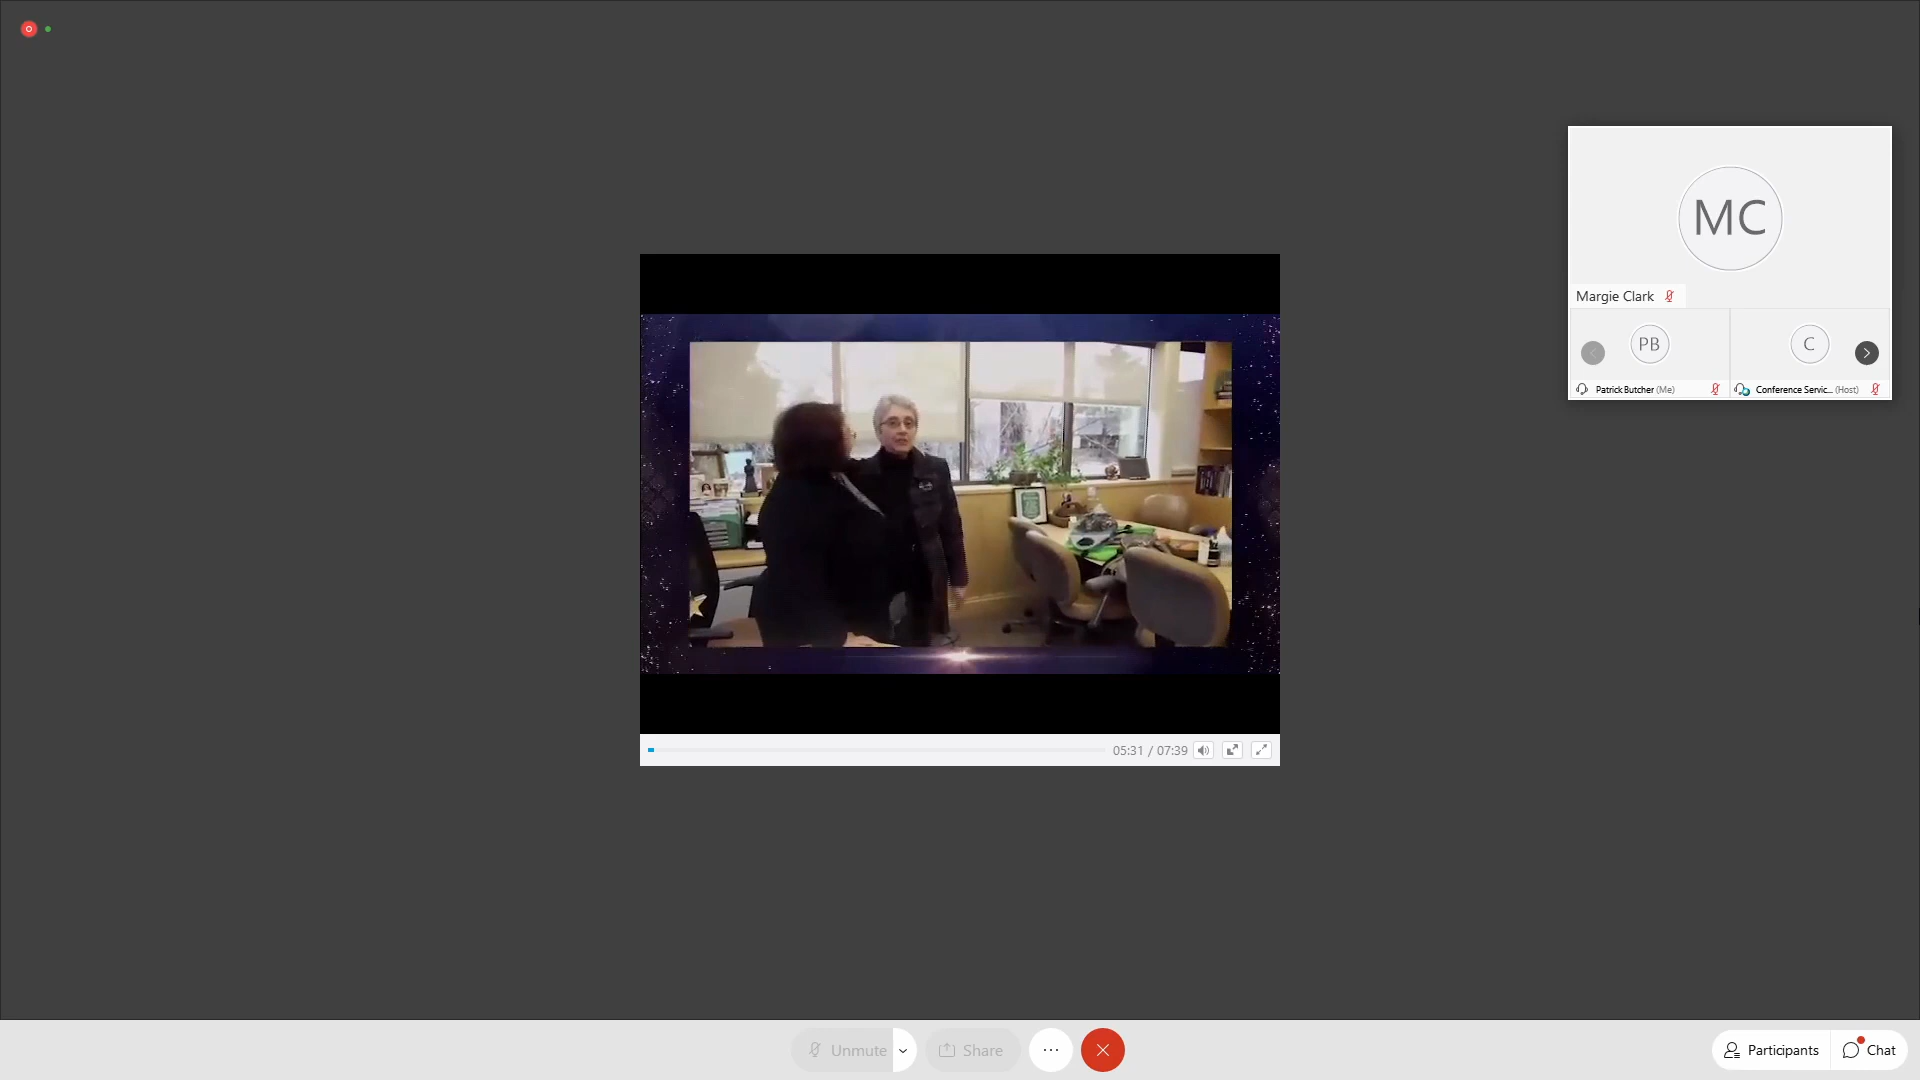 MC
Margie Clark
PB
C
Patrick Butcher (Me)
Conference Servic... (Host)
05:31 / 07:39
Unmute
Share
Participants
Chat